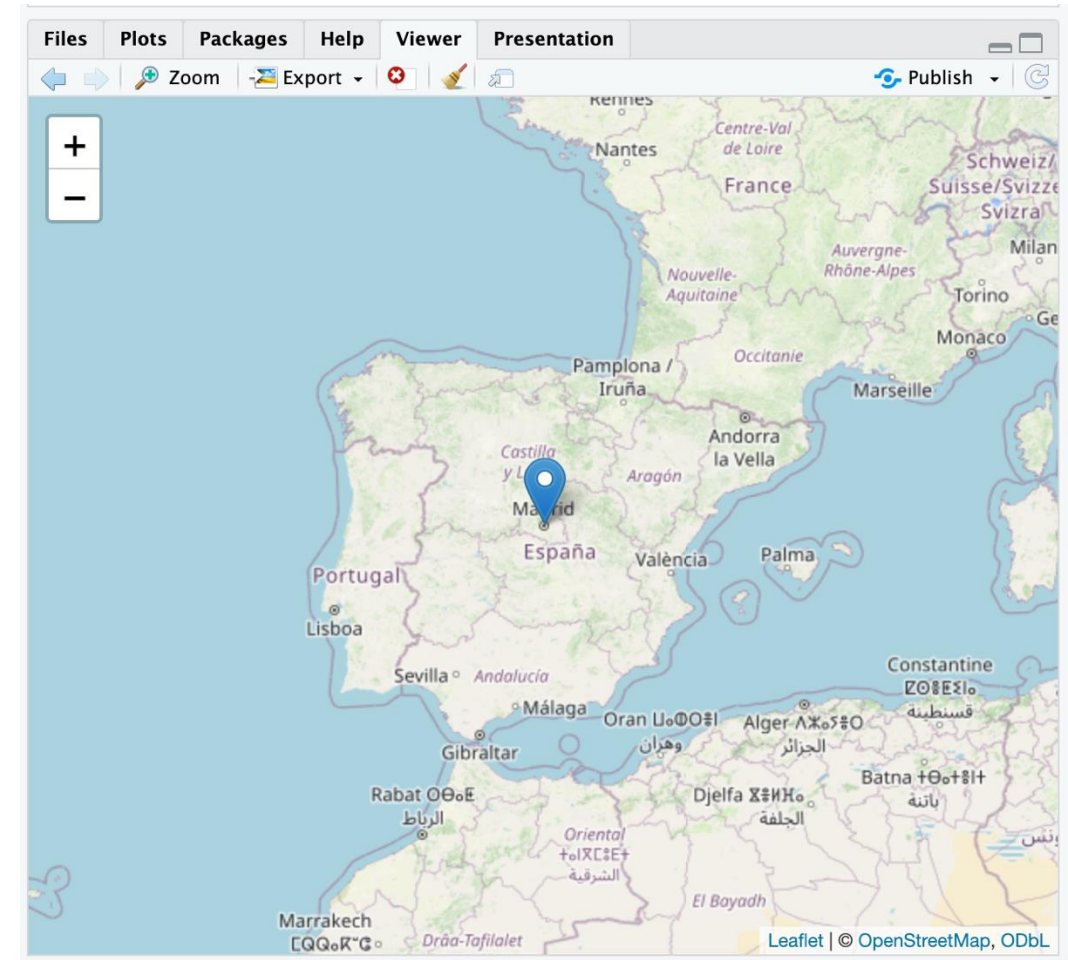 Files Plots Packages Help Viewer Presentation
Zoom Export Publish
+
−
Rennes
Nantes
Centre-Val
de Loire
France
Schweiz/
Suisse/Svizze
Svizra
Milan
Auvergne-
Rhône-Alpes
Nouvelle-
Aquitaine
Torino
Ge
Monaco
Occitanie
Pamplona /
Iruña
Marseille
Andorra
la Vella
Castilla
Aragón
Madrid
España
València
Palma
Portugal
Lisboa
Sevilla
Andalucía
Málaga
Gibraltar
Constantine
قسنطينة
Oran
وهران
Alger
الجزائر
Batna
باتنة
Rabat
الرباط
Djelfa
الجلفة
Oriental
الشرقية
El Bayadh
Marrakech
Drâa-Tafilalet
Leaflet | © OpenStreetMap, ODbL